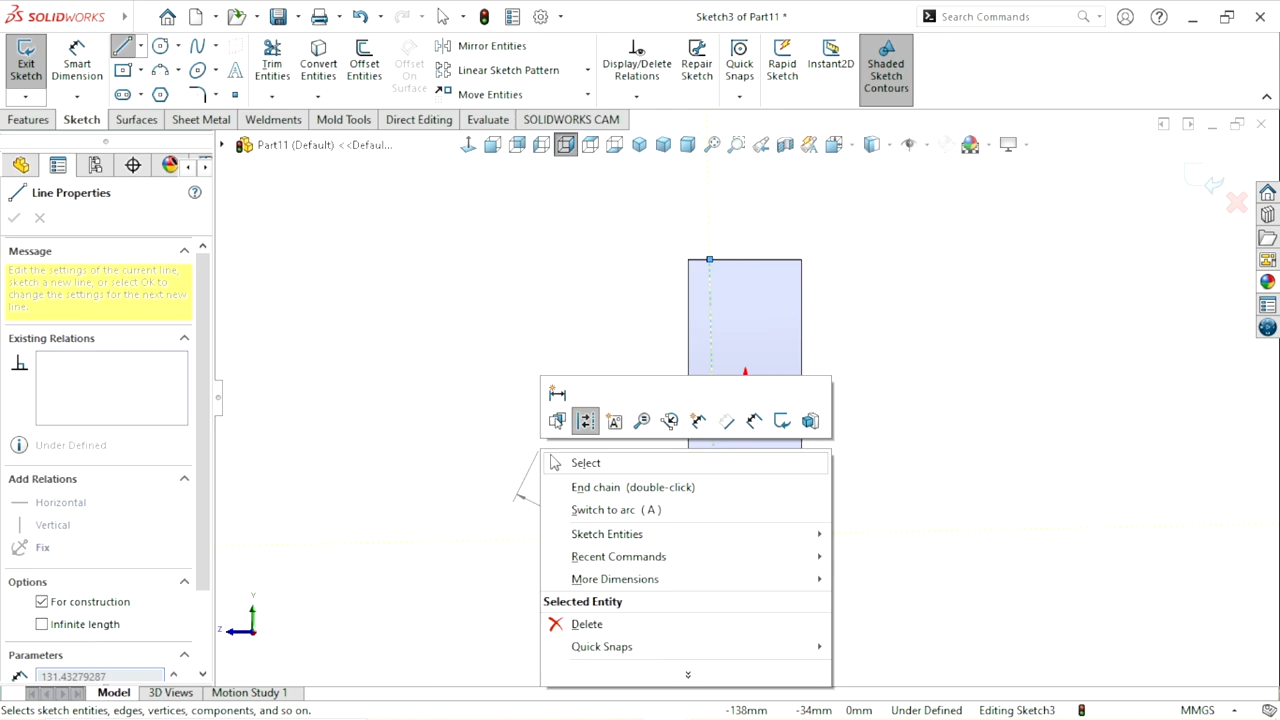 SOLIDWORKS
Sketch3 of Part11 *
Search Commands
Exit Sketch
Smart Dimension
Trim Entities
Convert Entities
Offset Entities
Offset On Surface
Mirror Entities
Linear Sketch Pattern
Move Entities
Display/Delete Relations
Repair Sketch
Quick Snaps
Rapid Sketch
Instant2D
Shaded Sketch Contours
Features
Sketch
Surfaces
Sheet Metal
Weldments
Mold Tools
Direct Editing
Evaluate
SOLIDWORKS CAM
Part11 (Default) <<Defaul...
Line Properties
Message
Edit the settings of the current line,
sketch a new line, or select OK to
change the settings for the next new
line.
Existing Relations
Under Defined
Add Relations
Horizontal
Vertical
Fix
Options
For construction
Infinite length
Parameters
131.43279287
Select
End chain (double-click)
Switch to arc ( A )
Sketch Entities
Recent Commands
More Dimensions
Selected Entity
Delete
Quick Snaps
Y
Z
Model
3D Views
Motion Study 1
Selects sketch entities, edges, vertices, components, and so on.
-138mm
-34mm
0mm
Under Defined
Editing Sketch3
MMGS